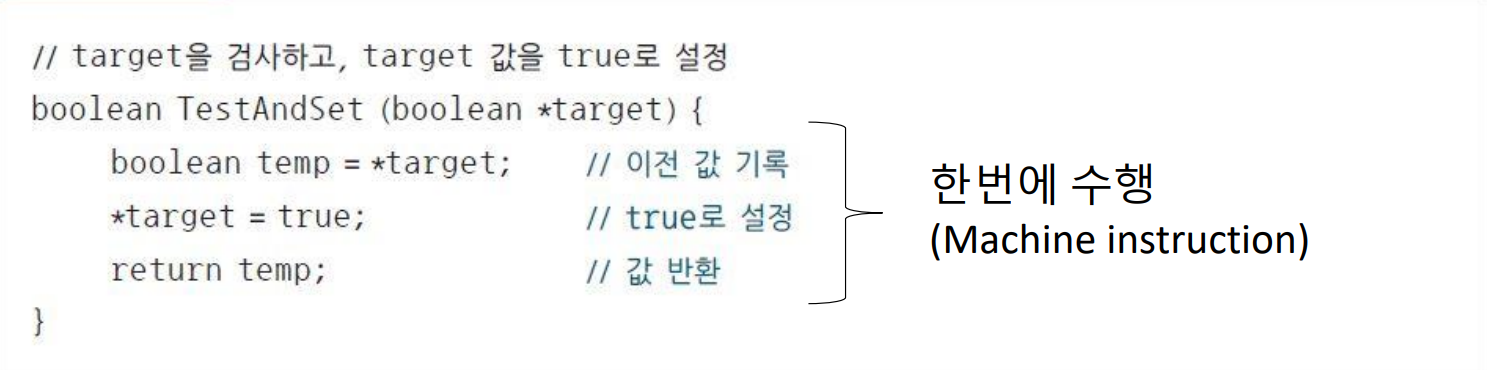 // target을 검사하고, target 값을 true로 설정
boolean TestAndSet (boolean *target) {
boolean temp = *target; // 이전 값 기록
*target = true; // true로 설정
return temp; // 값 반환
}
한번에 수행
(Machine instruction)